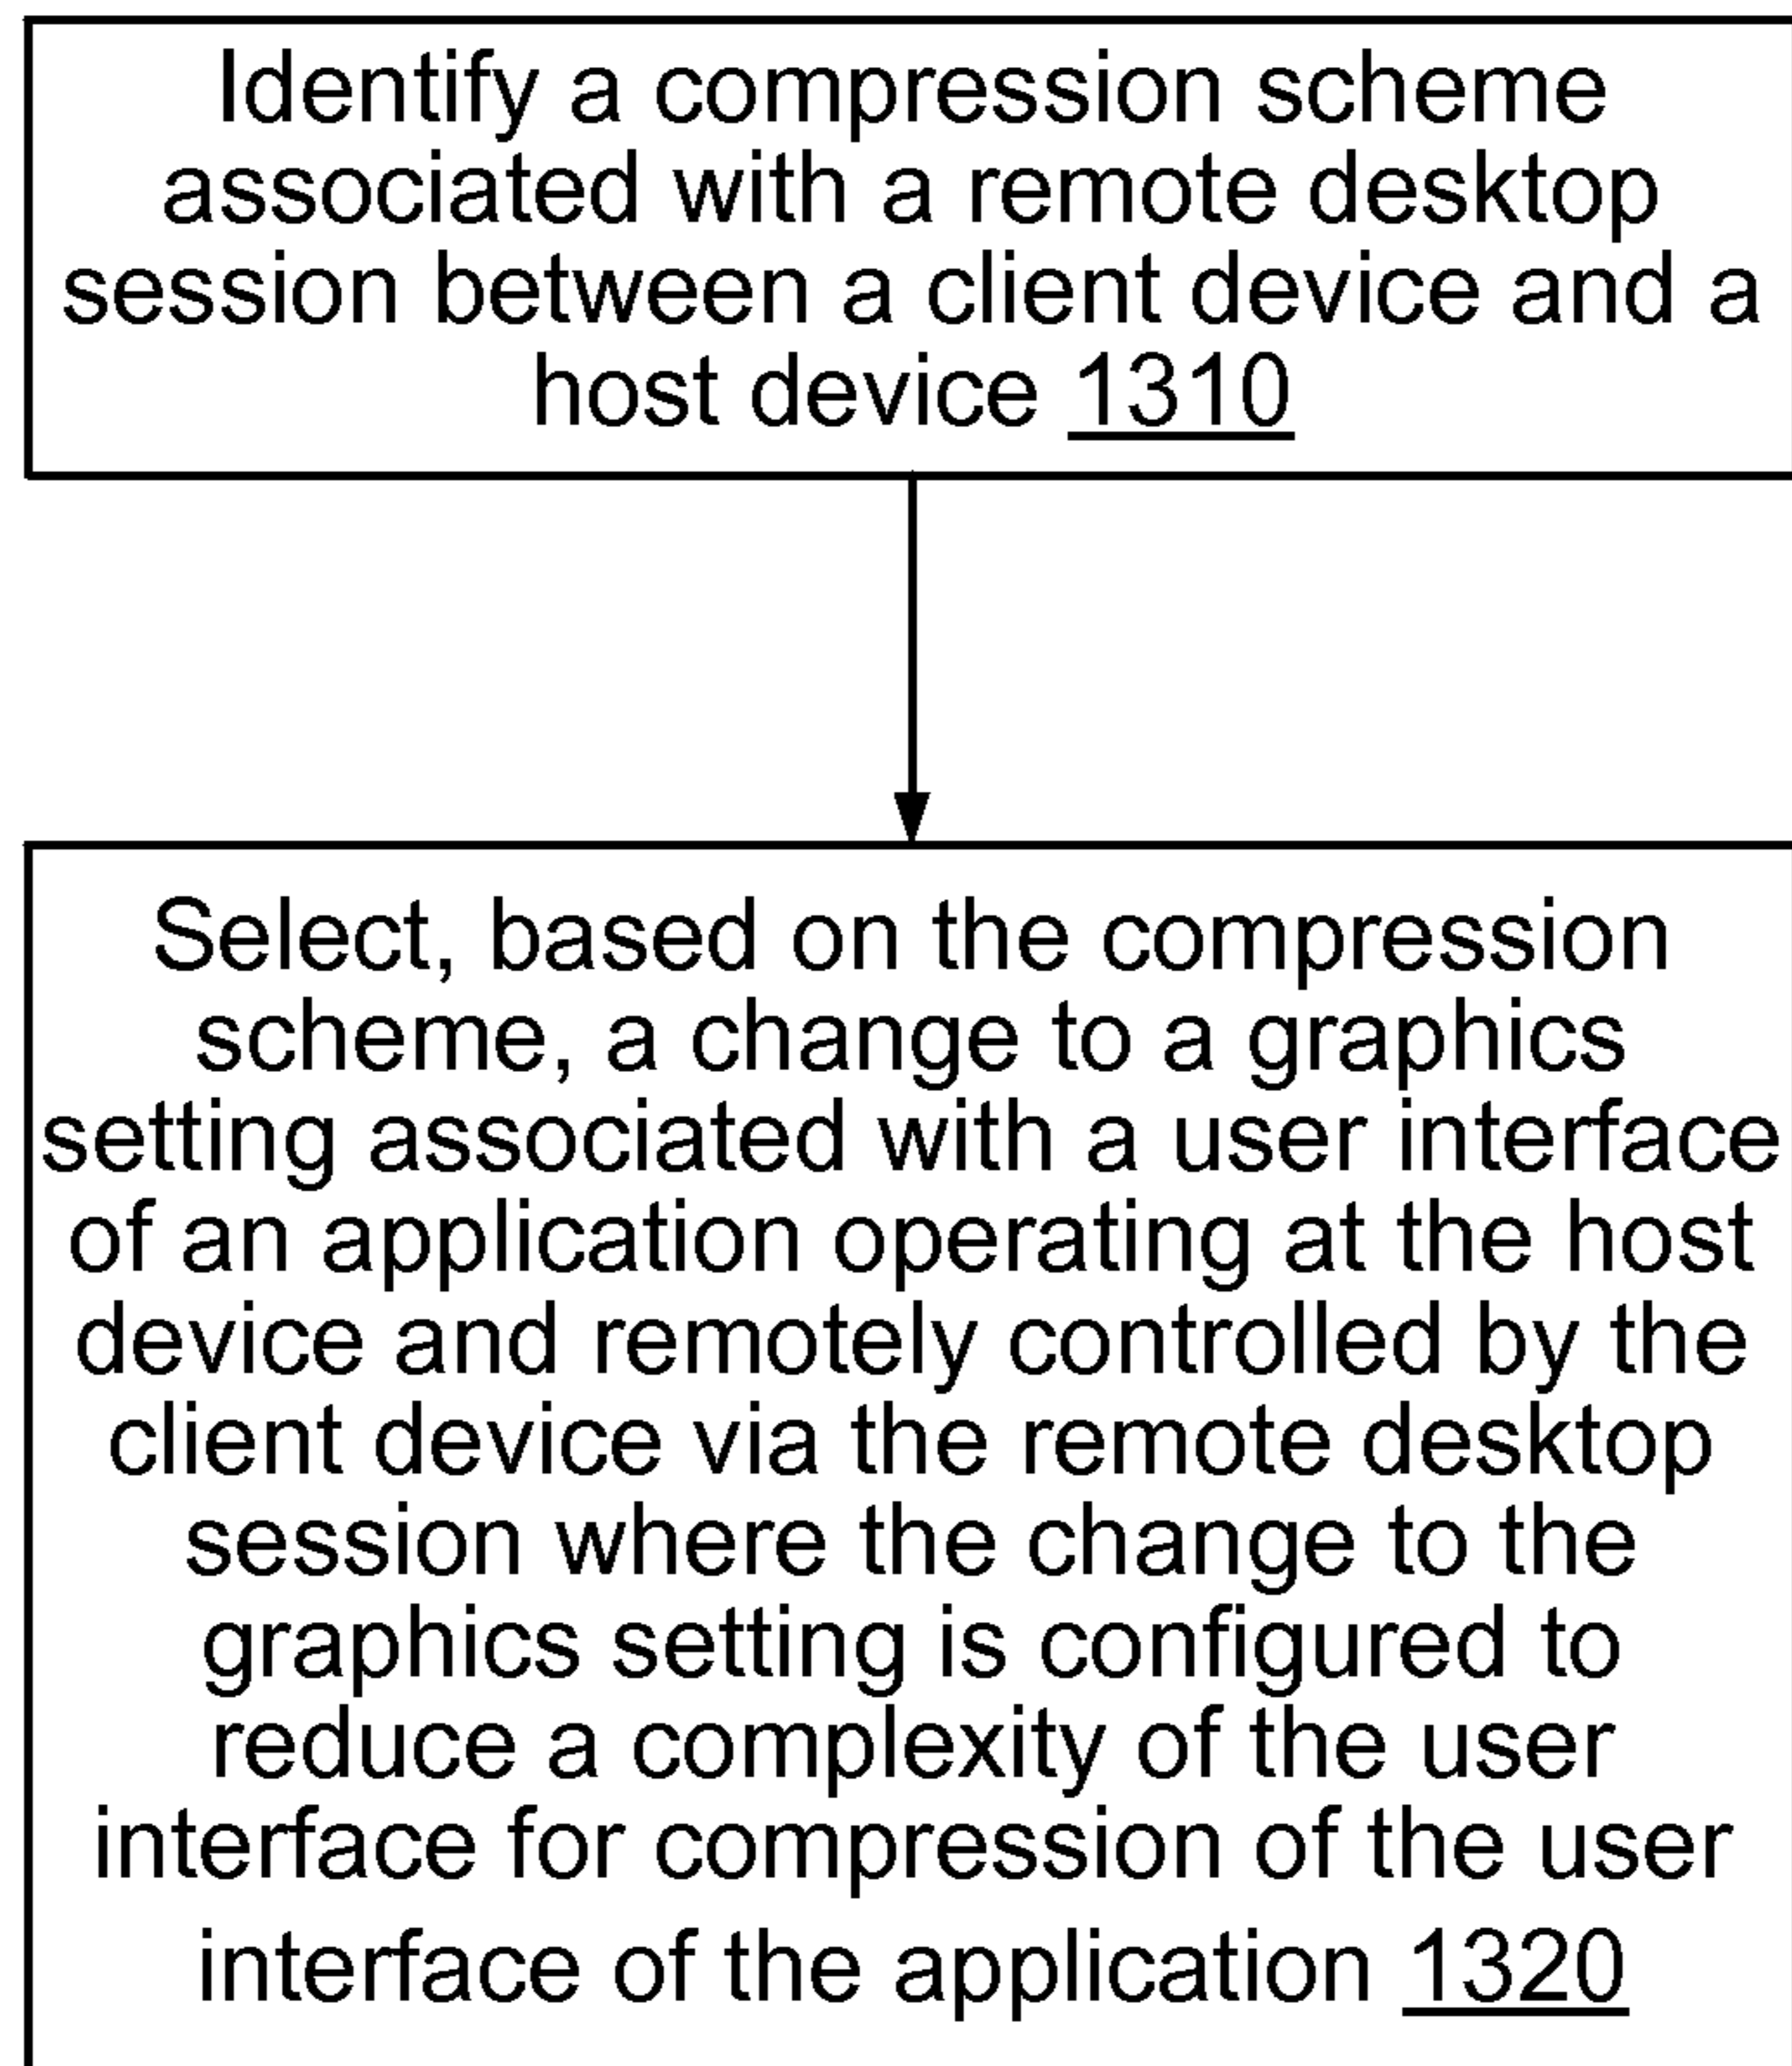 Identify a compression scheme
associated with a remote desktop
session between a client device and a
host device 1310
Select, based on the compression
scheme, a change to a graphics
setting associated with a user interface
of an application operating at the host
device and remotely controlled by the
client device via the remote desktop
session where the change to the
graphics setting is configured to
reduce a complexity of the user
interface for compression of the user
interface of the application 1320